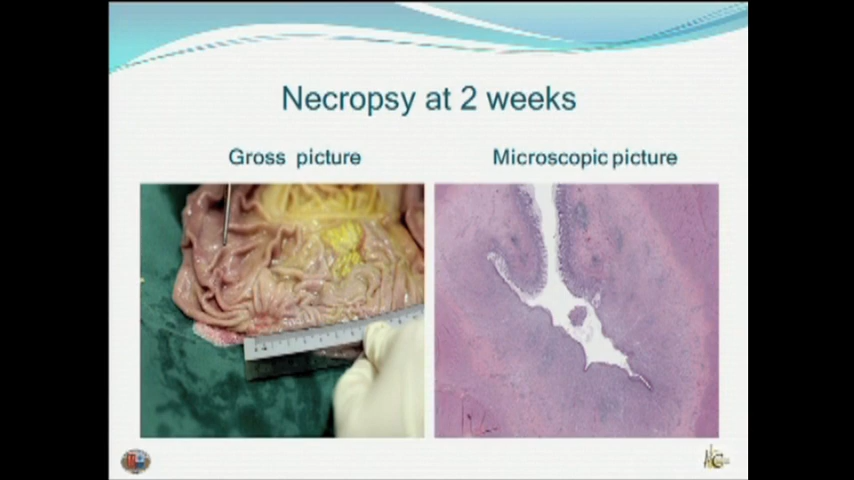 Necropsy at 2 weeks
Gross picture
Microscopic picture